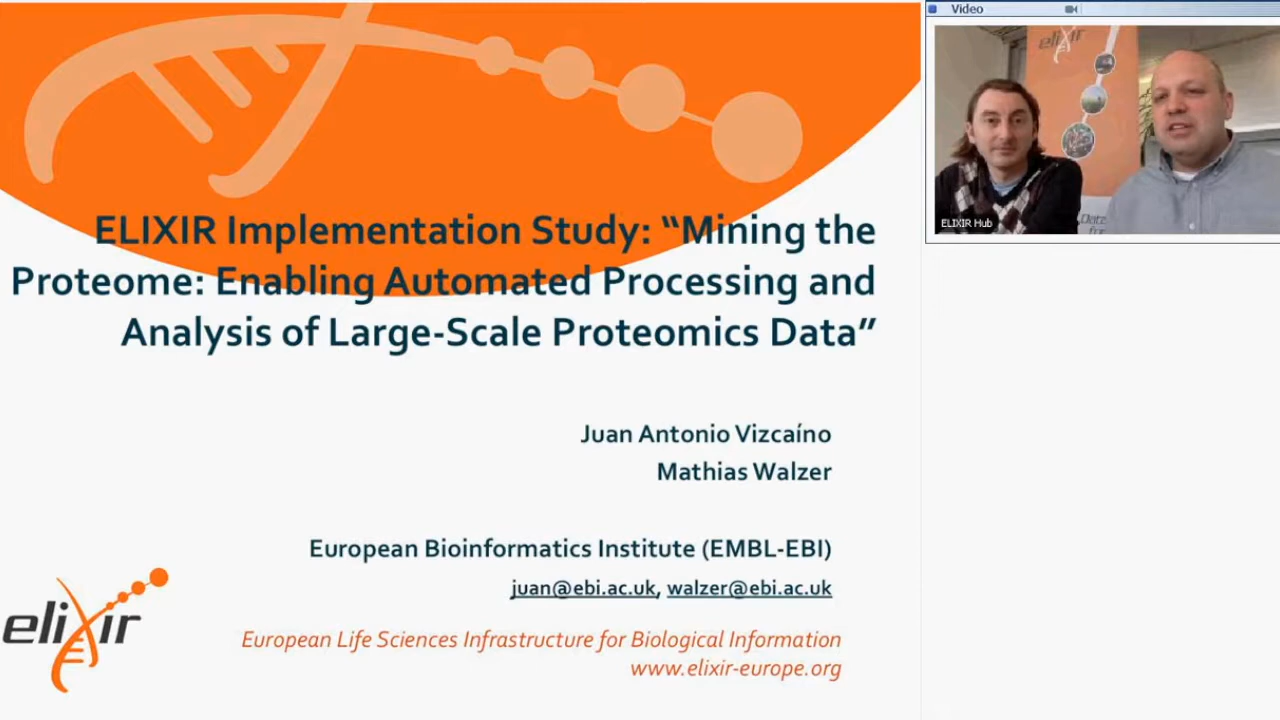 Video
elixir
Data
ELIXIR Hub
ELIXIR Implementation Study: “Mining the
Proteome: Enabling Automated Processing and
Analysis of Large-Scale Proteomics Data”
Juan Antonio Vizcaíno
Mathias Walzer
European Bioinformatics Institute (EMBL-EBI)
juan@ebi.ac.uk, walzer@ebi.ac.uk
elixir
European Life Sciences Infrastructure for Biological Information
www.elixir-europe.org